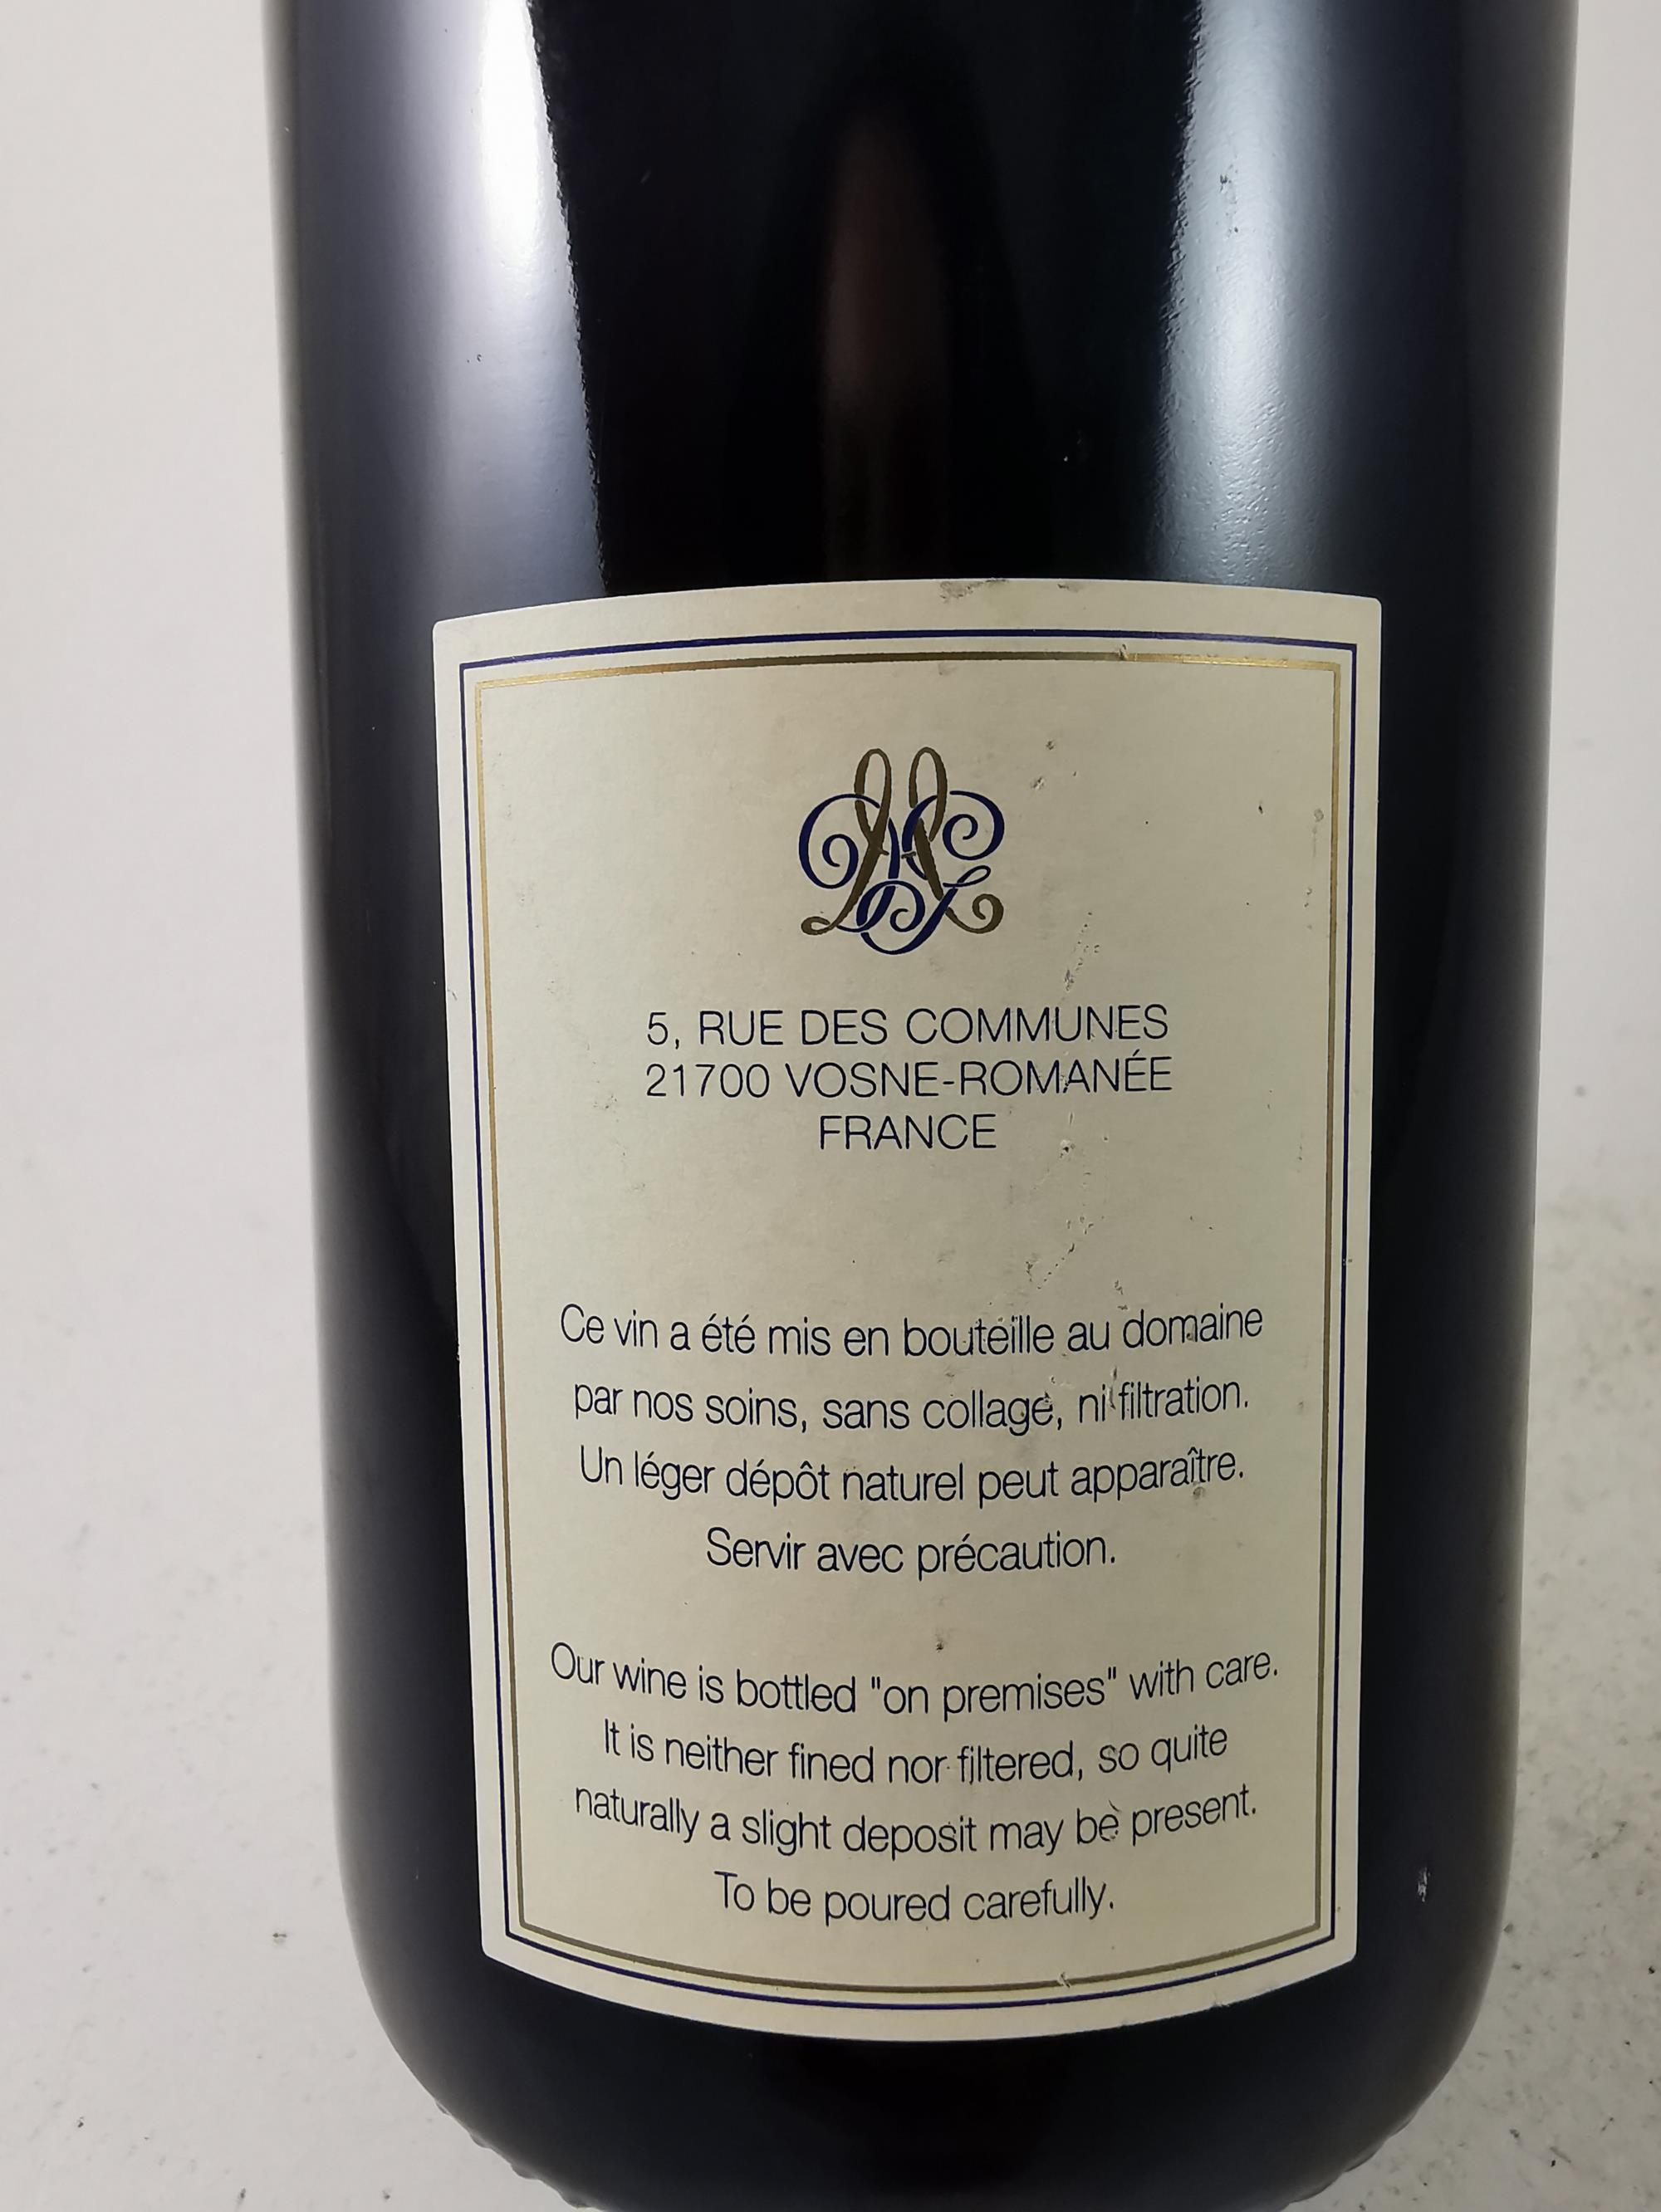 5, RUE DES COMMUNES
21700 VOSNE-ROMANÉE
FRANCE
Ce vin a été mis en bouteille au domaine
par nos soins, sans collage, ni filtration.
Un léger dépôt naturel peut apparaître.
Servir avec précaution.
Our wine is bottled "on premises" with care.
It is neither fined nor filtered, so quite
naturally a slight deposit may be present.
To be poured carefully.